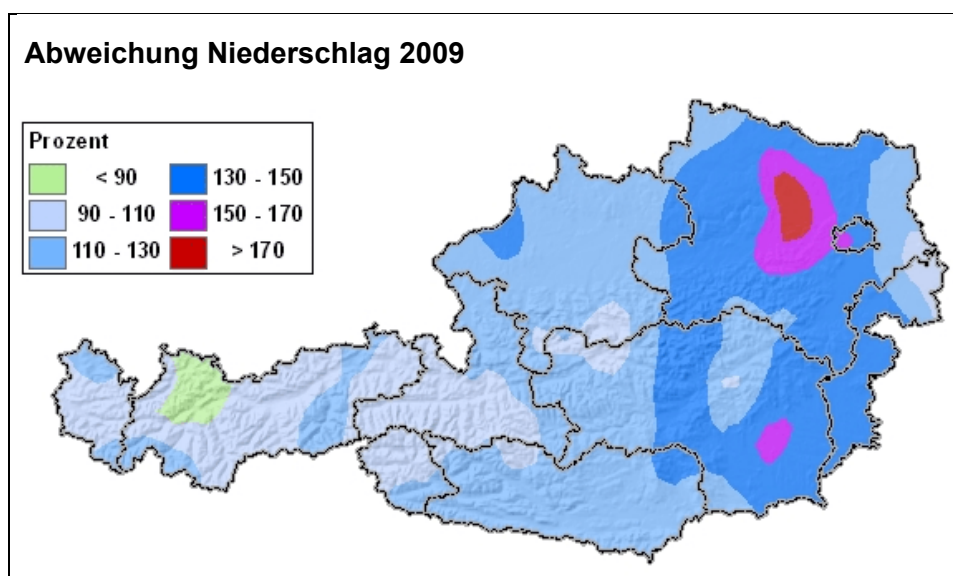 Abweichung Niederschlag 2009
Prozent
< 90 130 - 150
90 - 110 150 - 170
110 - 130 > 170